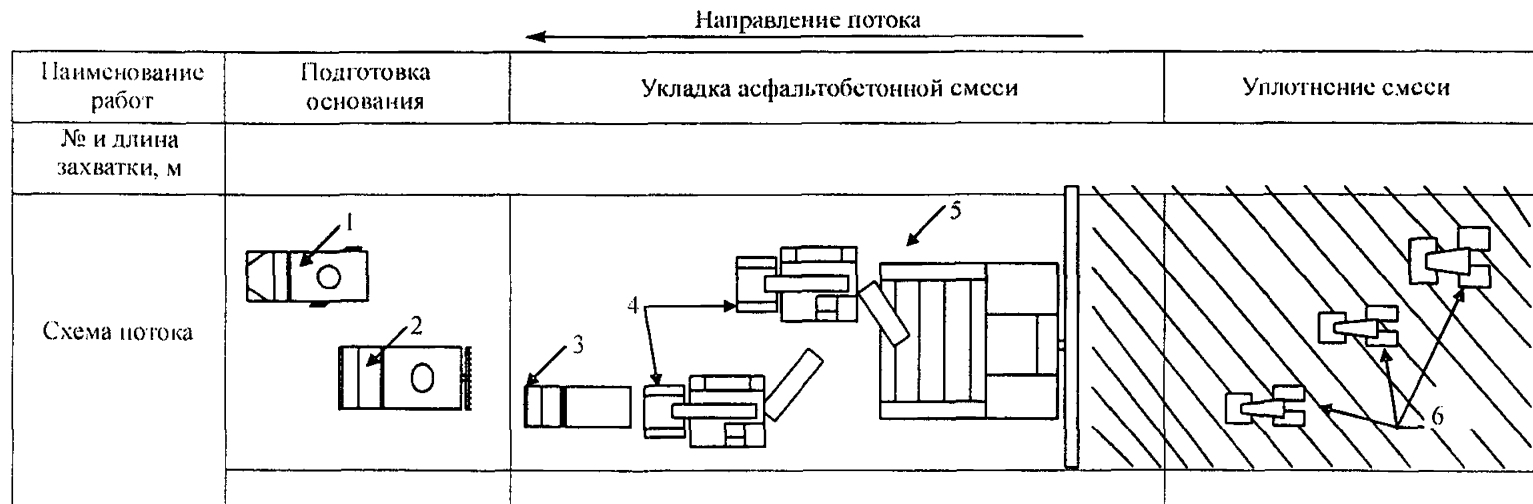 Направление потока
Наименование работ
Подготовка основания
Укладка асфальтобетонной смеси
Уплотнение смеси
№ и длина захватки, м
Схема потока
1
2
3
4
5
6